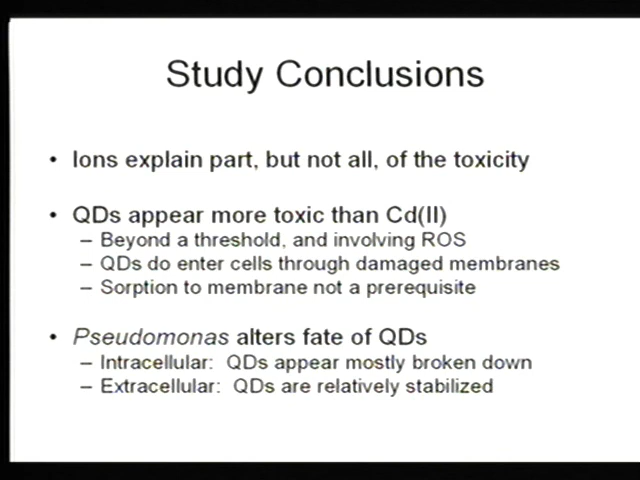 Study Conclusions
• Ions explain part, but not all, of the toxicity
• QDs appear more toxic than Cd(II)
– Beyond a threshold, and involving ROS
– QDs do enter cells through damaged membranes
– Sorption to membrane not a prerequisite
• Pseudomonas alters fate of QDs
– Intracellular: QDs appear mostly broken down
– Extracellular: QDs are relatively stabilized